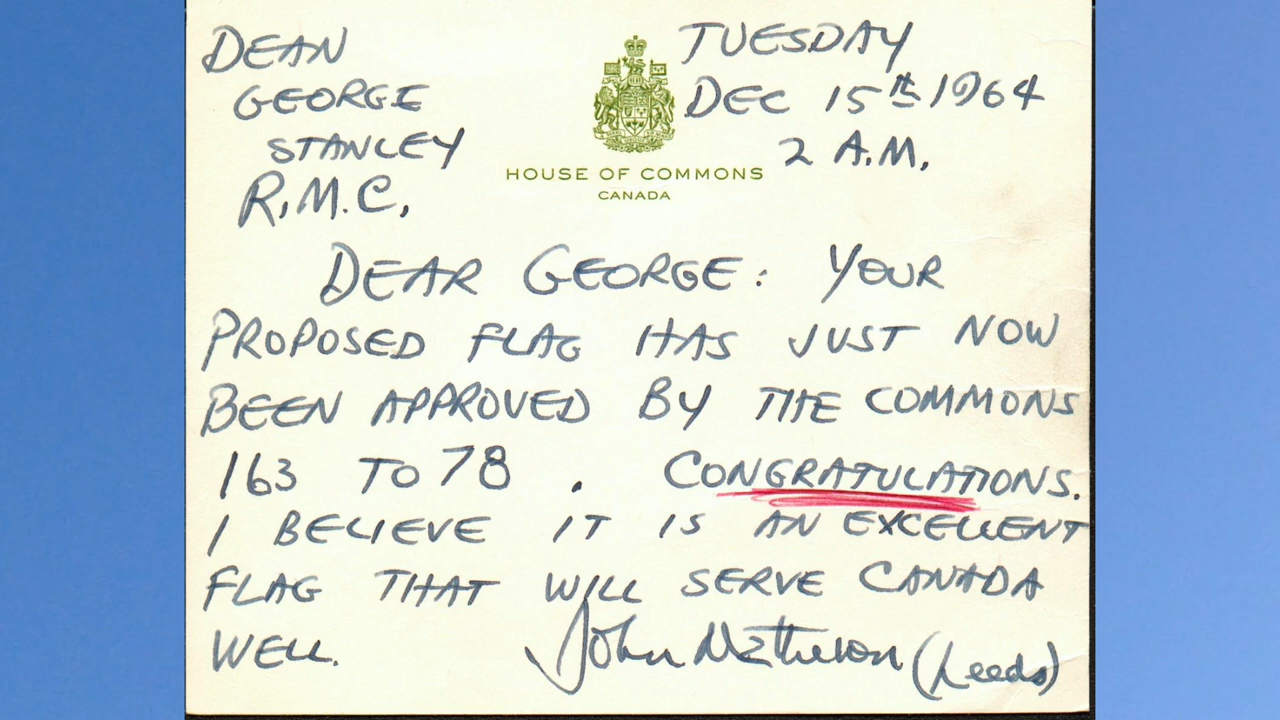 DEAN
GEORGE
STANLEY
R.M.C.
TUESDAY
DEC 15th 1964
2 A.M.
HOUSE OF COMMONS
CANADA
DEAR GEORGE: YOUR
PROPOSED FLAG HAS JUST NOW
BEEN APPROVED BY THE COMMONS
163 TO 78 . CONGRATULATIONS.
I BELIEVE IT IS AN EXCELLENT
FLAG THAT WILL SERVE CANADA
WELL. John Matheson (Leeds)